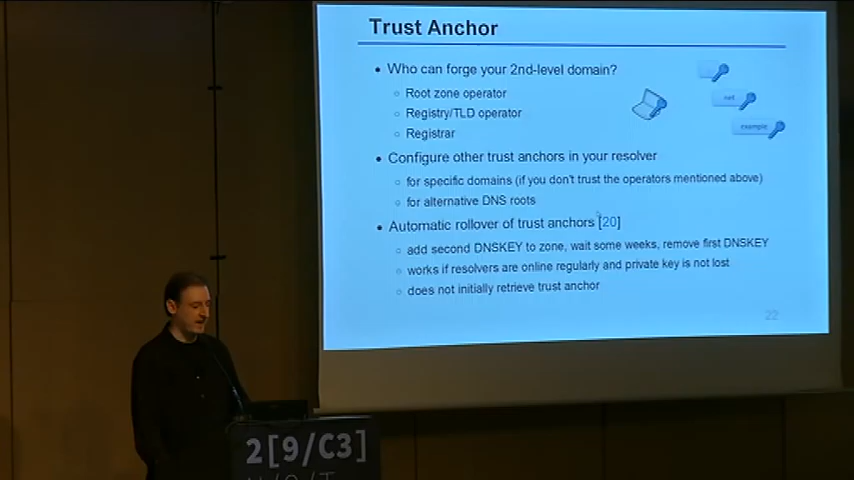 Trust Anchor
• Who can forge your 2nd-level domain?
○ Root zone operator
○ Registry/TLD operator
○ Registrar
net
example
• Configure other trust anchors in your resolver
○ for specific domains (if you don't trust the operators mentioned above)
○ for alternative DNS roots
• Automatic rollover of trust anchors [20]
○ add second DNSKEY to zone, wait some weeks, remove first DNSKEY
○ works if resolvers are online regularly and private key is not lost
○ does not initially retrieve trust anchor
22
2[9/C3]